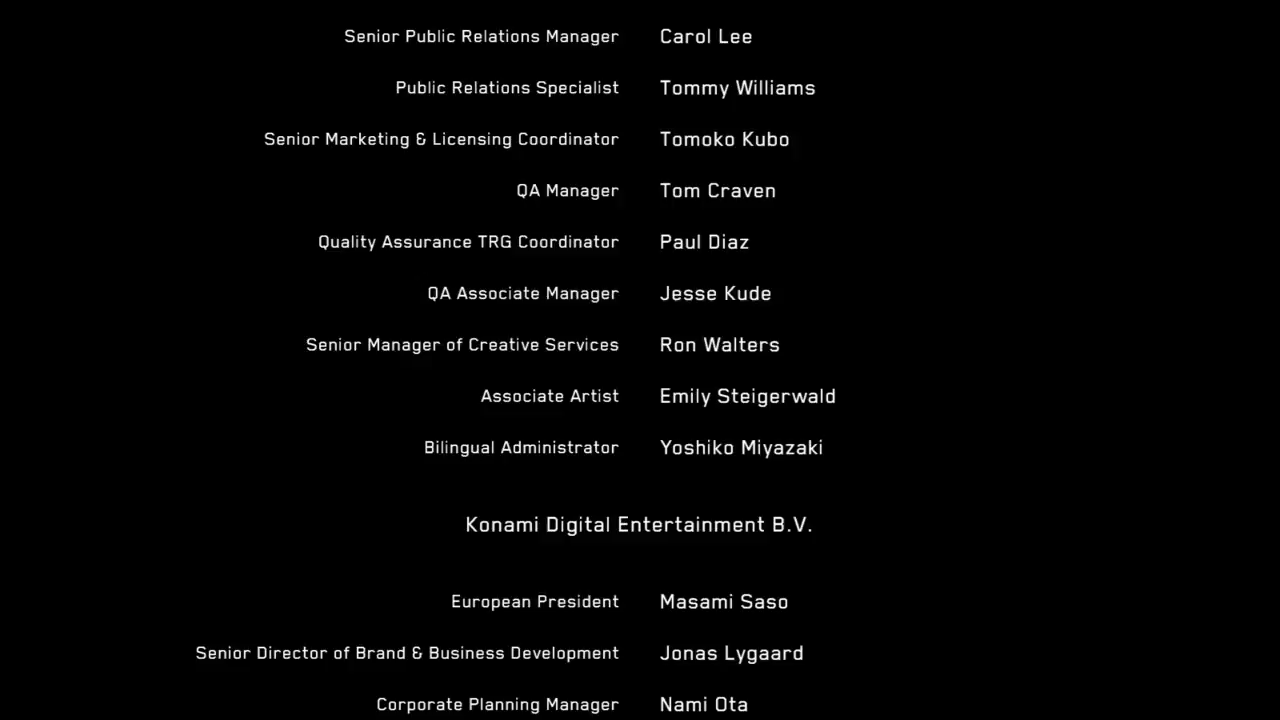 Senior Public Relations Manager Carol Lee
Public Relations Specialist Tommy Williams
Senior Marketing & Licensing Coordinator Tomoko Kubo
QA Manager Tom Craven
Quality Assurance TRG Coordinator Paul Diaz
QA Associate Manager Jesse Kude
Senior Manager of Creative Services Ron Walters
Associate Artist Emily Steigerwald
Bilingual Administrator Yoshiko Miyazaki
Konami Digital Entertainment B.V.
European President Masami Saso
Senior Director of Brand & Business Development Jonas Lygaard
Corporate Planning Manager Nami Ota